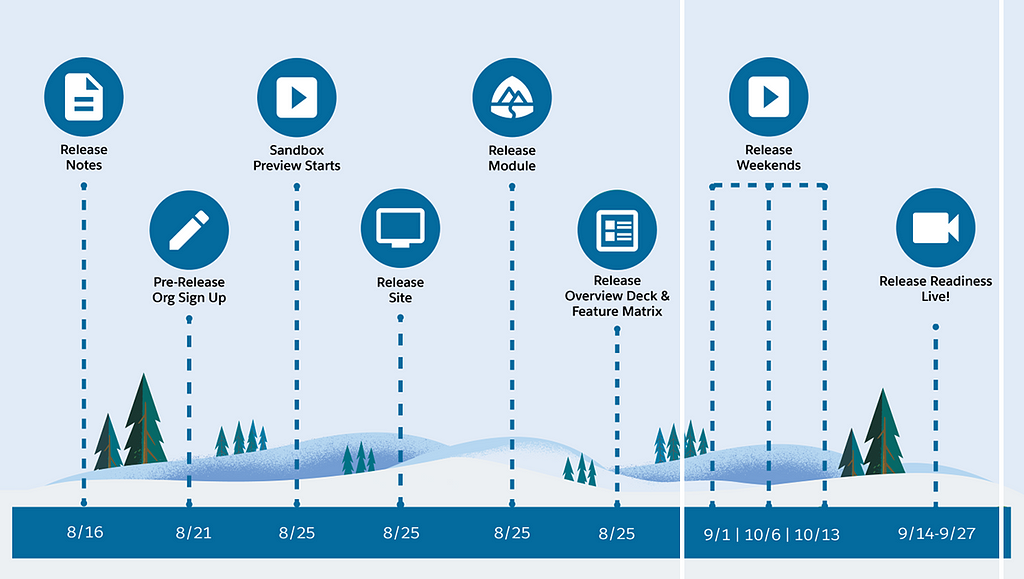 Release
Notes
Pre-Release
Org Sign Up
Sandbox
Preview Starts
Release
Site
Release
Module
Release
Overview Deck &
Feature Matrix
Release
Weekends
Release Readiness
Live!
8/16
8/21
8/25
8/25
8/25
8/25
9/1 | 10/6 | 10/13
9/14-9/27